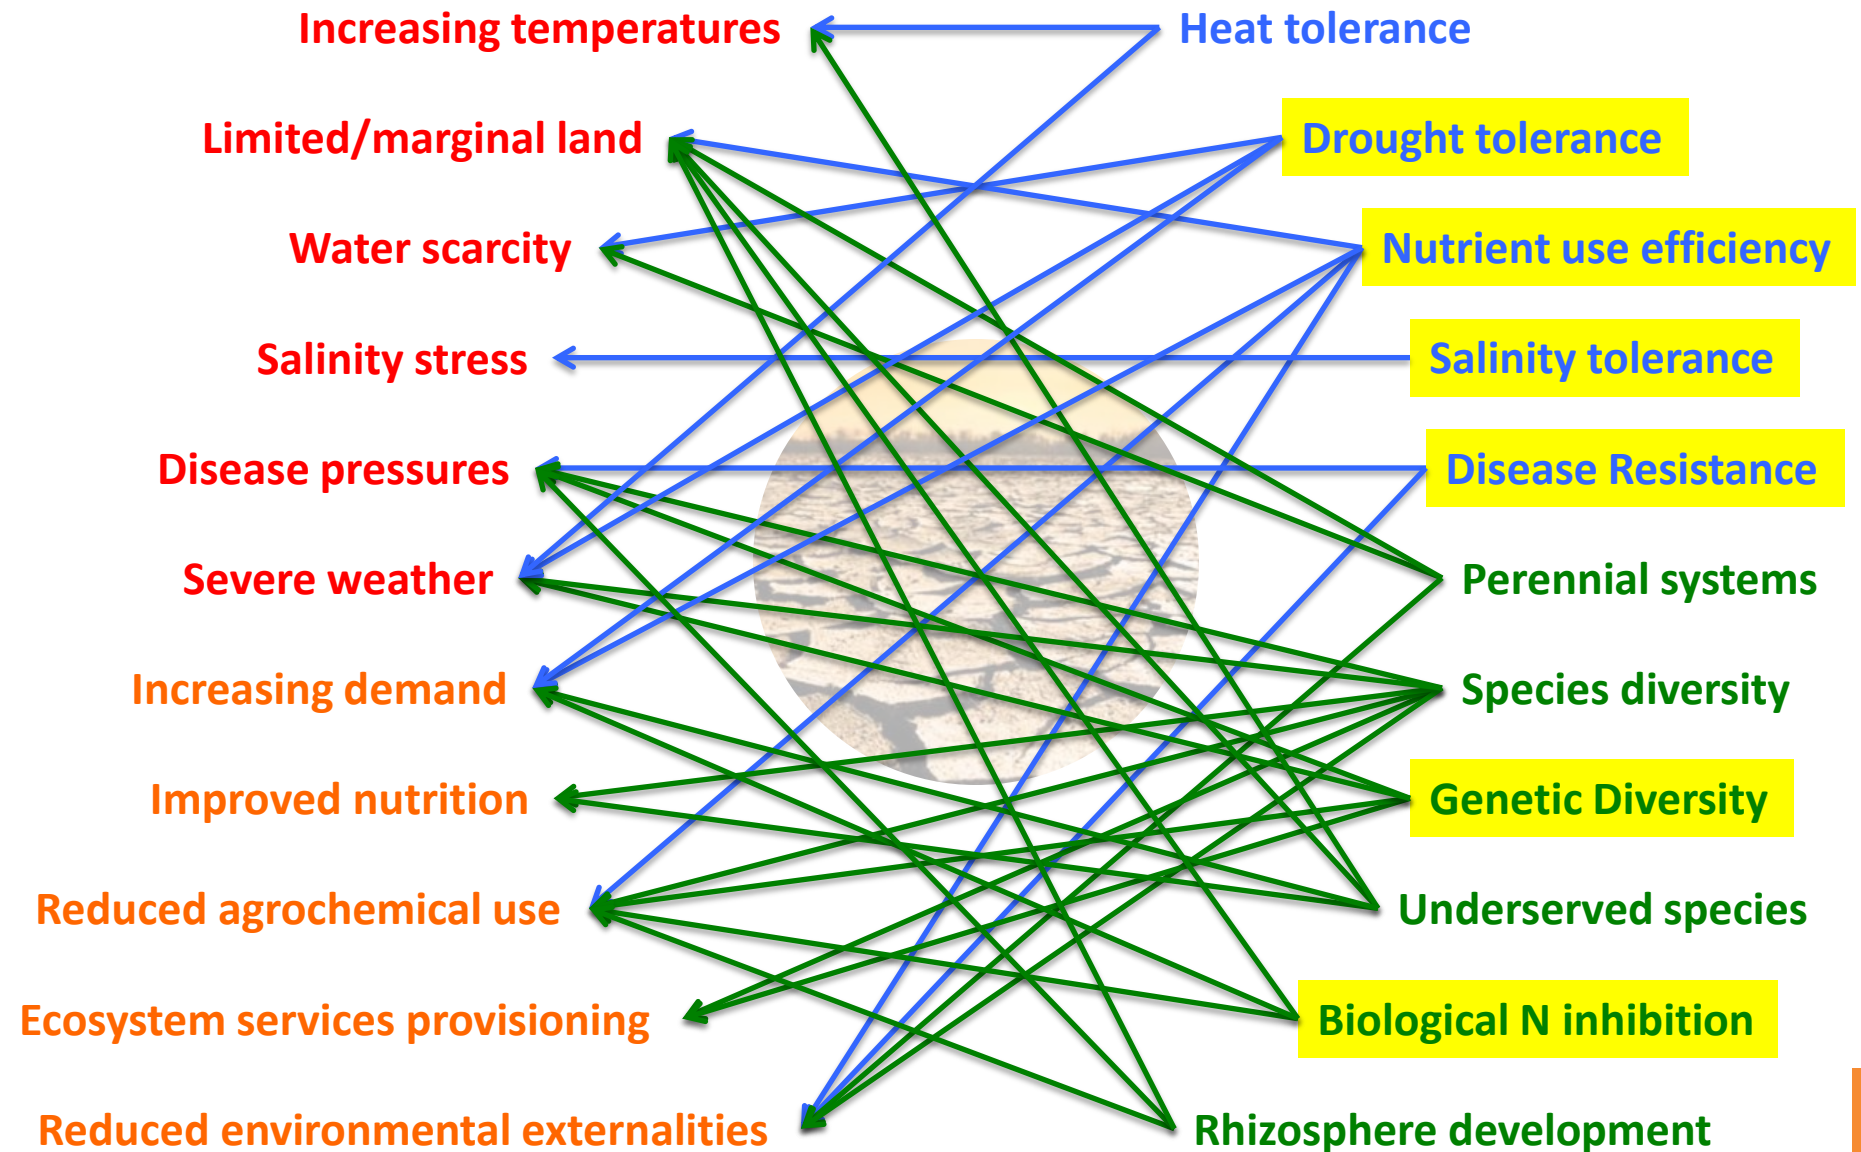 Increasing temperatures
Heat tolerance
Limited/marginal land
Drought tolerance
Water scarcity
Nutrient use efficiency
Salinity stress
Salinity tolerance
Disease pressures
Disease Resistance
Severe weather
Perennial systems
Increasing demand
Species diversity
Improved nutrition
Genetic Diversity
Reduced agrochemical use
Underserved species
Ecosystem services provisioning
Biological N inhibition
Reduced environmental externalities
Rhizosphere development